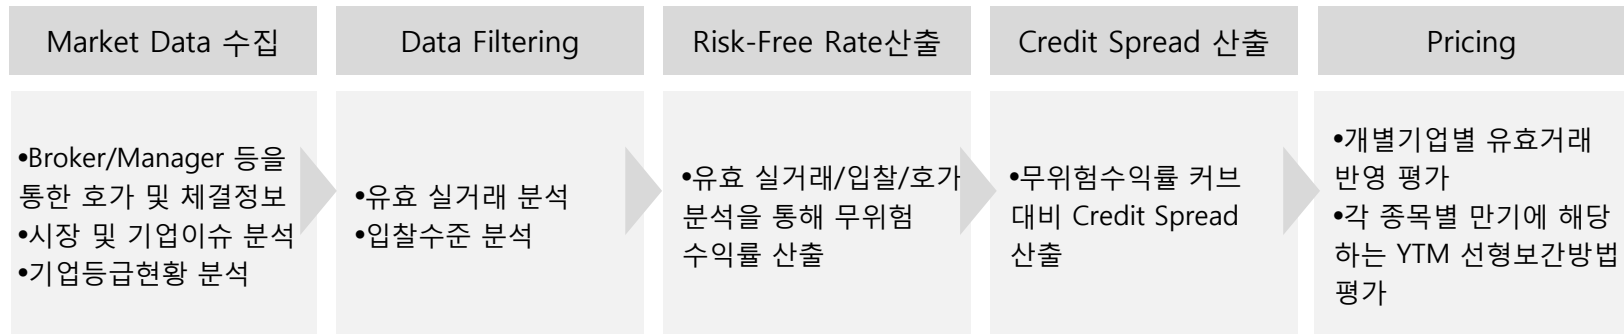 Market Data 수집
Data Filtering
Risk-Free Rate산출
Credit Spread 산출
Pricing
•Broker/Manager 등을
통한 호가 및 체결정보
•시장 및 기업이슈 분석
•기업등급현황 분석
•유효 실거래 분석
•입찰수준 분석
•유효 실거래/입찰/호가
분석을 통해 무위험
수익률 산출
•무위험수익률 커브
대비 Credit Spread
산출
•개별기업별 유효거래
반영 평가
•각 종목별 만기에 해당
하는 YTM 선형보간방법
평가